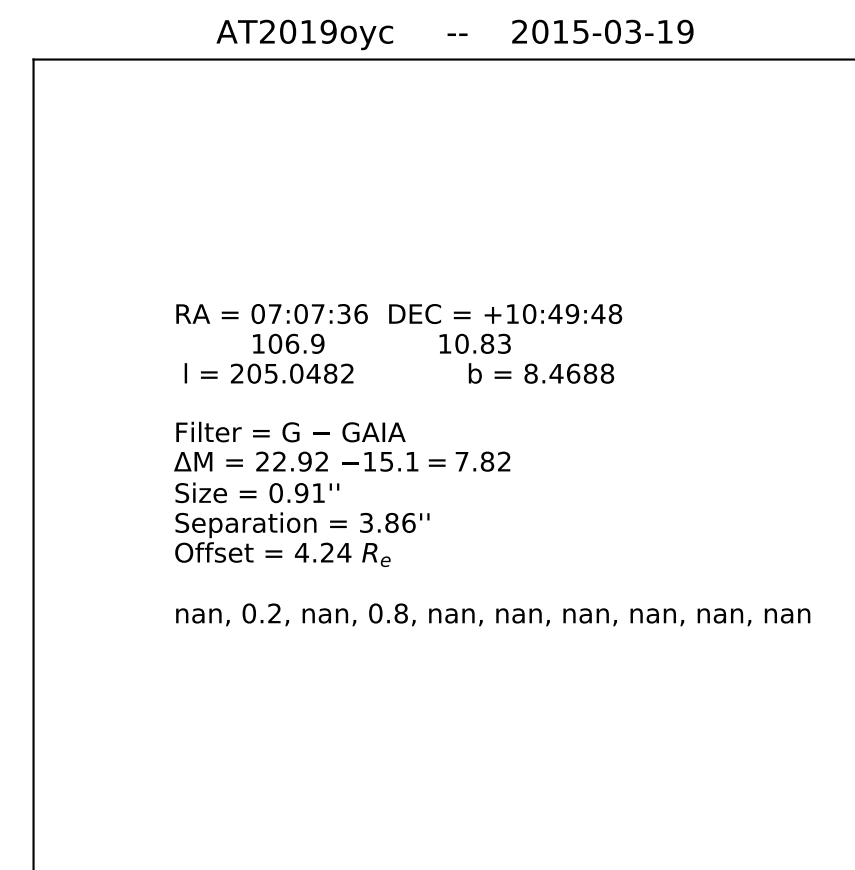 AT2019oyc -- 2015-03-19
RA = 07:07:36 DEC = +10:49:48
106.9 10.83
l = 205.0482 b = 8.4688
Filter = G − GAIA
ΔM = 22.92 −15.1 = 7.82
Size = 0.91''
Separation = 3.86''
Offset = 4.24 Re
nan, 0.2, nan, 0.8, nan, nan, nan, nan, nan, nan